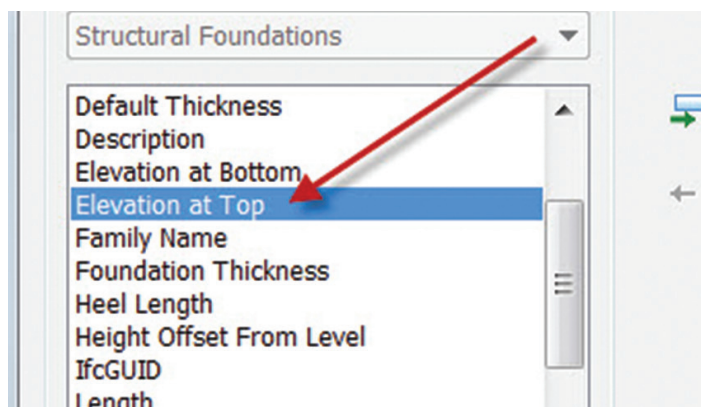 Structural Foundations
Default Thickness
Description
Elevation at Bottom
Elevation at Top
Family Name
Foundation Thickness
Heel Length
Height Offset From Level
IfcGUID
Length